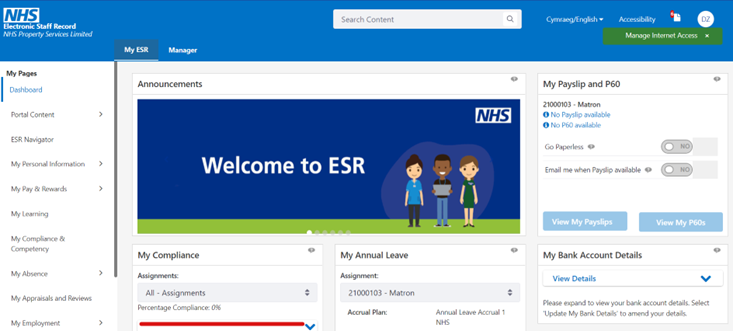 NHS
Electronic Staff Record
NHS Property Services Limited
Search Content
Cymraeg/English
Accessibility
DZ
Manage Internet Access ×
My ESR
Manager
My Pages
Dashboard
Portal Content
ESR Navigator
My Personal Information
My Pay & Rewards
My Learning
My Compliance &
Competency
My Absence
My Appraisals and Reviews
My Employment
Announcements
NHS
Welcome to ESR
My Payslip and P60
21000103 - Matron
No Payslip available
No P60 available
Go Paperless
NO
Email me when Payslip available
NO
View My Payslips
View My P60s
My Compliance
Assignments:
All - Assignments
Percentage Compliance: 0%
My Annual Leave
Assignment:
21000103 - Matron
Accrual Plan:
Annual Leave Accrual 1
NHS
My Bank Account Details
View Details
Please expand to view your bank account details. Select
'Update My Bank Details' to amend your details.